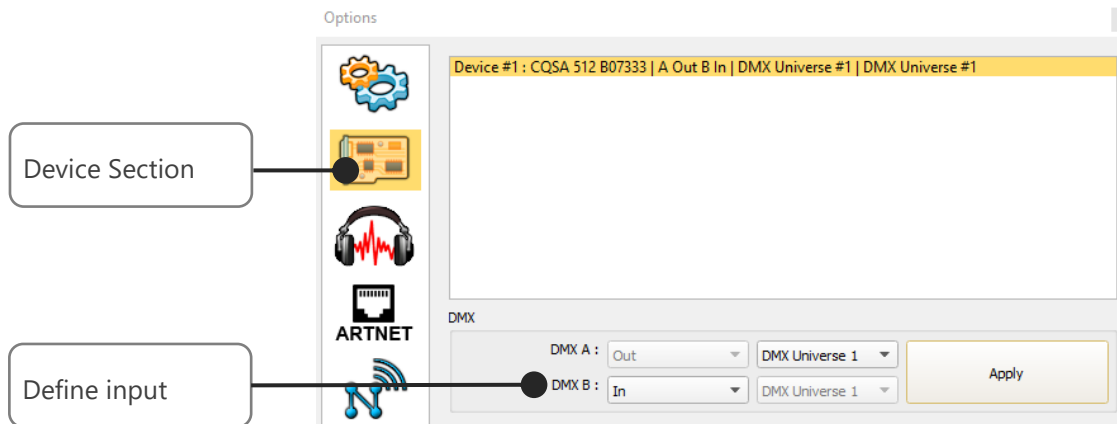 Options
Device #1 : CQSA 512 B07333 | A Out B In | DMX Universe #1 | DMX Universe #1
Device Section
ARTNET
DMX
DMX A : Out DMX Universe 1
Apply
DMX B : In DMX Universe 1
Define input
N